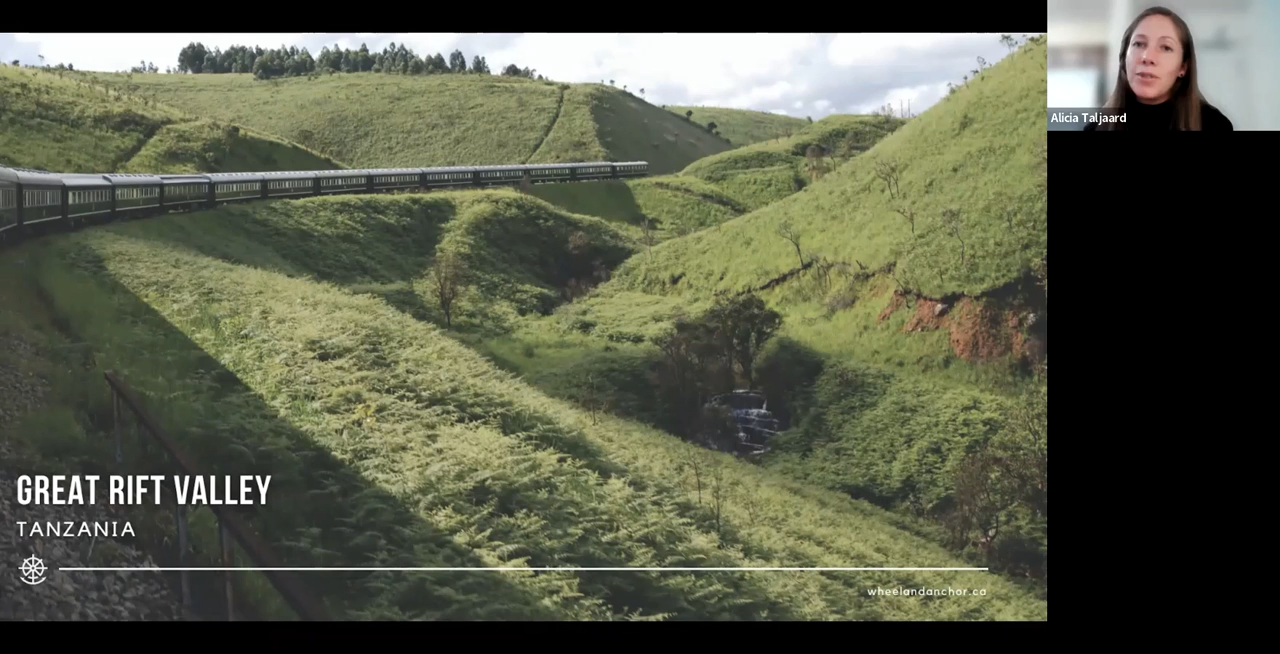 Alicia Taljaard
GREAT RIFT VALLEY
TANZANIA
wheelandanchor.ca